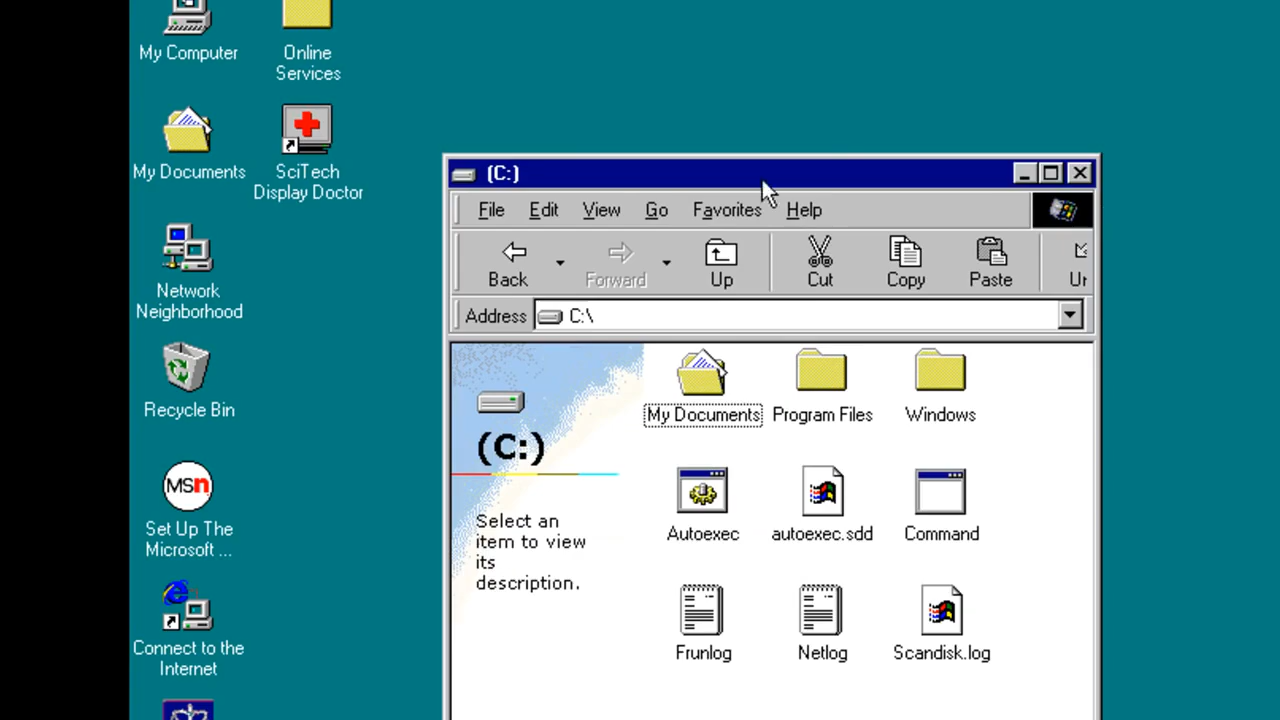 My Computer
Online
Services
My Documents
SciTech
Display Doctor
Network
Neighborhood
Recycle Bin
MSn
Set Up The
Microsoft ...
Connect to the
Internet
(C:)
File Edit View Go Favorites Help
Back Forward Up Cut Copy Paste Ur
Address C:\
(C:)
Select an
item to view
its
description.
My Documents Program Files Windows
Autoexec autoexec.sdd Command
Frunlog Netlog Scandisk.log